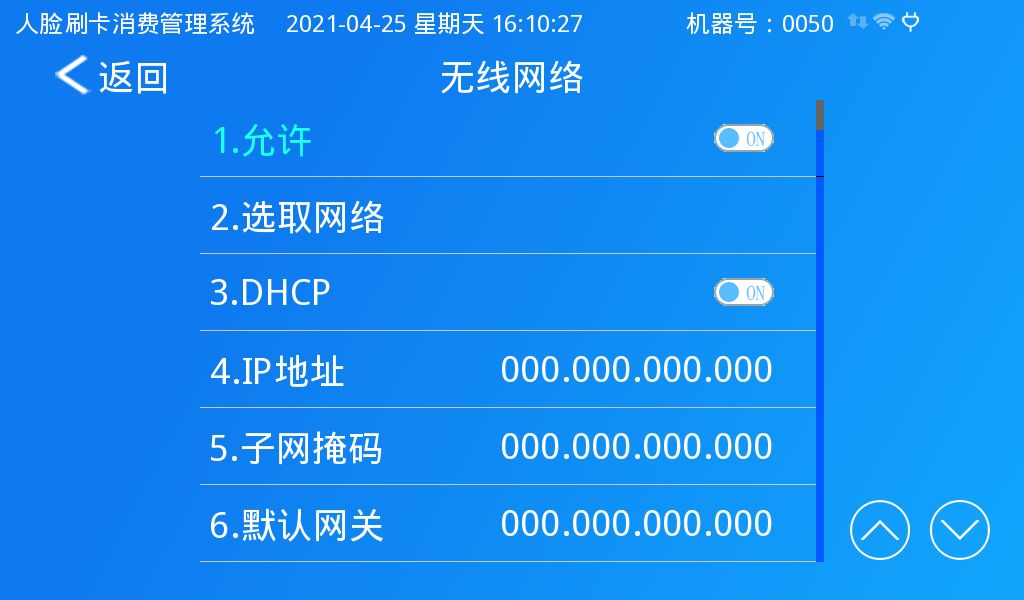 人脸刷卡消费管理系统 2021-04-25 星期天 16:10:27 机器号：0050
返回 无线网络
1.允许 ON
2.选取网络
3.DHCP ON
4.IP地址 000.000.000.000
5.子网掩码 000.000.000.000
6.默认网关 000.000.000.000